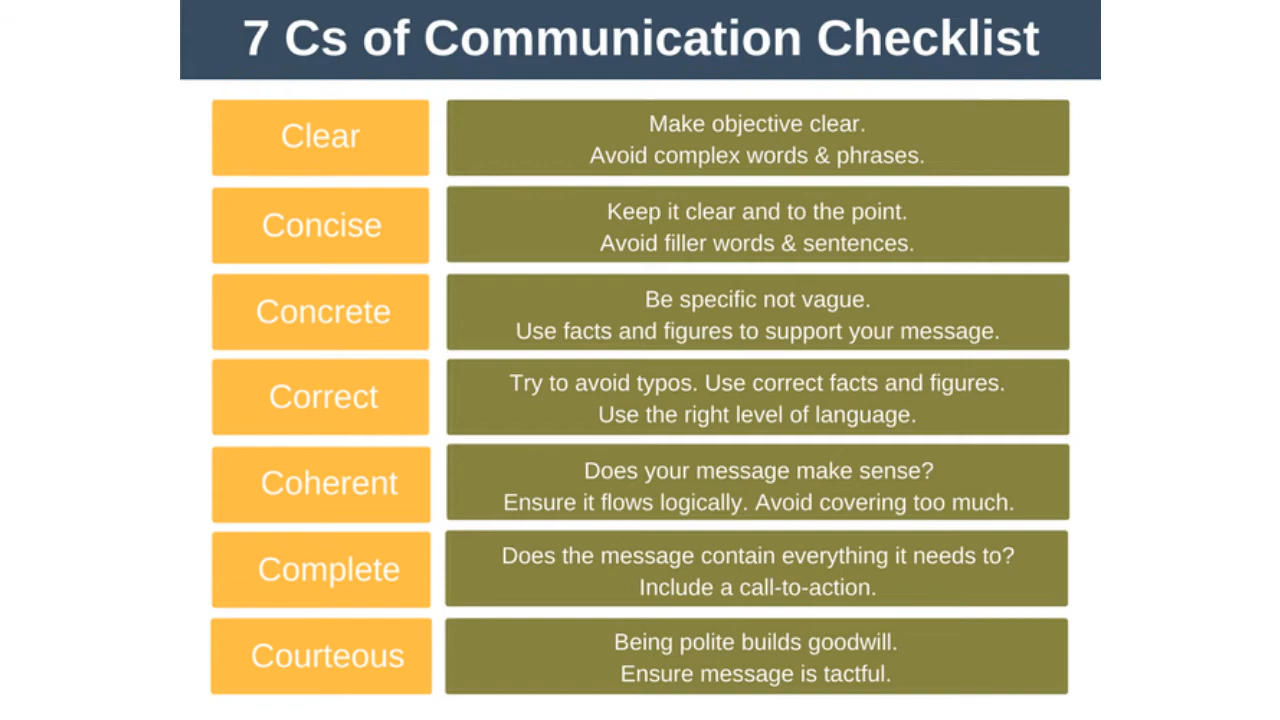 7 Cs of Communication Checklist
Clear
Make objective clear.
Avoid complex words & phrases.
Concise
Keep it clear and to the point.
Avoid filler words & sentences.
Concrete
Be specific not vague.
Use facts and figures to support your message.
Correct
Try to avoid typos. Use correct facts and figures.
Use the right level of language.
Coherent
Does your message make sense?
Ensure it flows logically. Avoid covering too much.
Complete
Does the message contain everything it needs to?
Include a call-to-action.
Courteous
Being polite builds goodwill.
Ensure message is tactful.